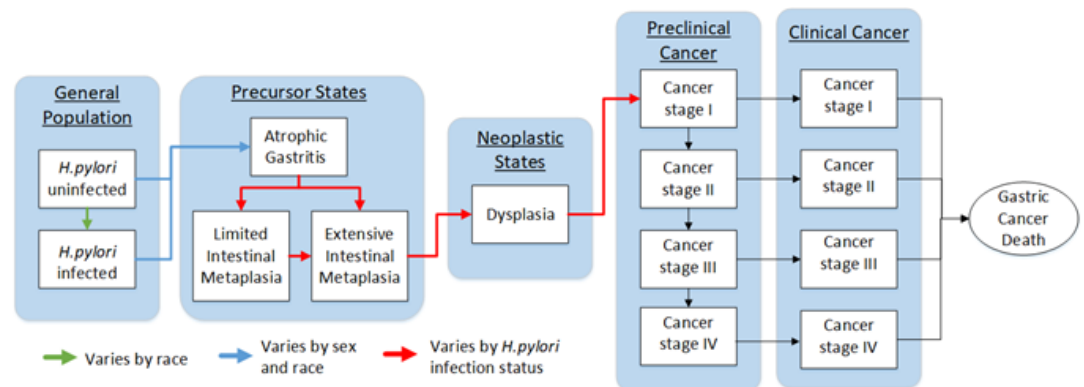 General
Population
H.pylori
uninfected
H.pylori
infected
Precursor States
Atrophic
Gastritis
Limited
Intestinal
Metaplasia
Extensive
Intestinal
Metaplasia
Neoplastic
States
Dysplasia
Preclinical
Cancer
Cancer
stage I
Cancer
stage II
Cancer
stage III
Cancer
stage IV
Clinical Cancer
Cancer
stage I
Cancer
stage II
Cancer
stage III
Cancer
stage IV
Gastric
Cancer
Death
Varies by race
Varies by sex
and race
Varies by H.pylori
infection status